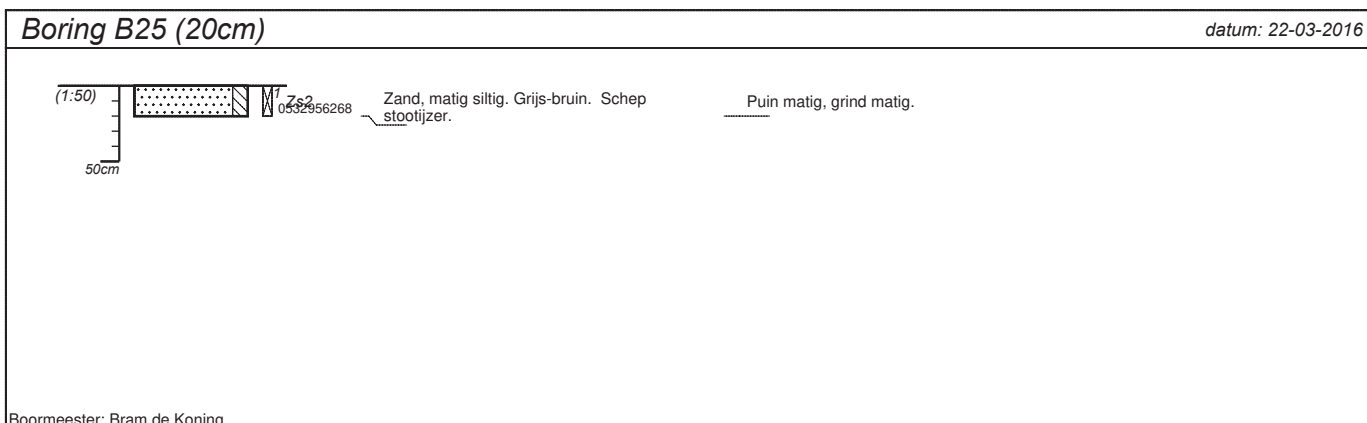 Boring B25 (20cm)
datum: 22-03-2016
(1:50)
1
Zs2
0532956268
Zand, matig siltig. Grijs-bruin. Schep
stootijzer.
Puin matig, grind matig.
50cm
Boormeester: Bram de Koning